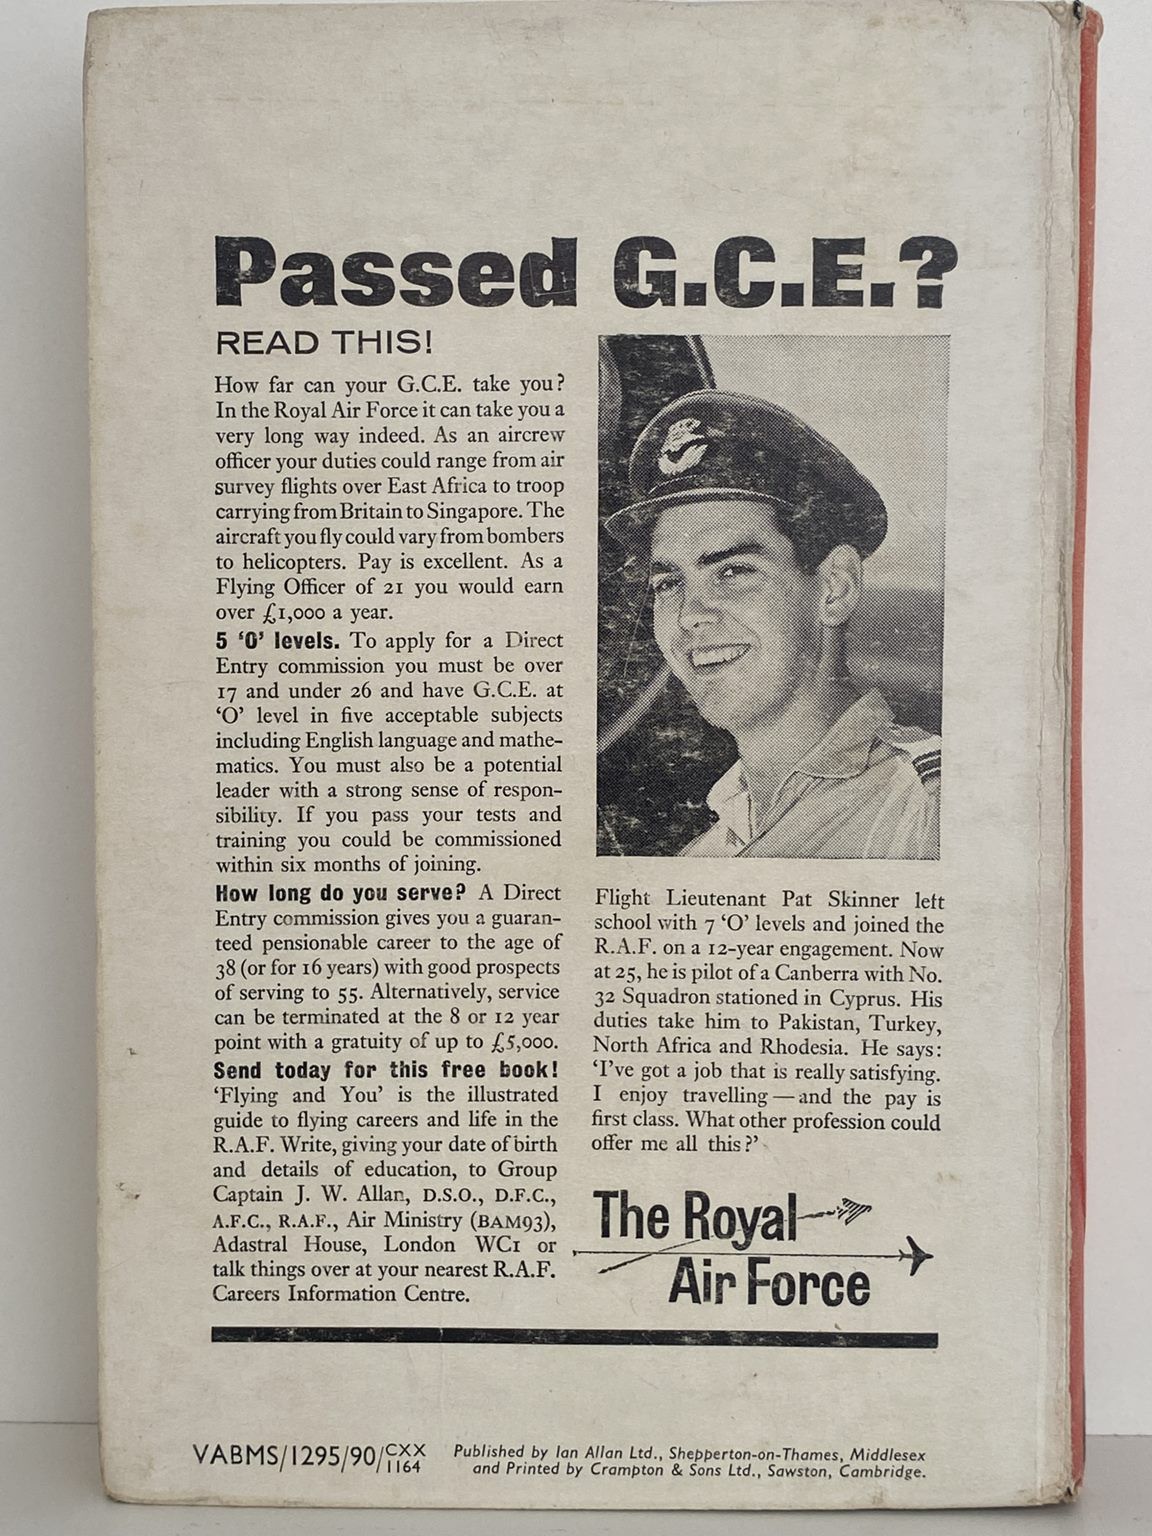 Passed G.C.E.?
READ THIS!
How far can your G.C.E. take you?
In the Royal Air Force it can take you a
very long way indeed. As an aircrew
officer your duties could range from air
survey flights over East Africa to troop
carrying from Britain to Singapore. The
aircraft you fly could vary from bombers
to helicopters. Pay is excellent. As a
Flying Officer of 21 you would earn
over £1,000 a year.
5 ‘O’ levels. To apply for a Direct
Entry commission you must be over
17 and under 26 and have G.C.E. at
‘O’ level in five acceptable subjects
including English language and mathe-
matics. You must also be a potential
leader with a strong sense of respon-
sibility. If you pass your tests and
training you could be commissioned
within six months of joining.
How long do you serve? A Direct
Entry commission gives you a guaran-
teed pensionable career to the age of
38 (or for 16 years) with good prospects
of serving to 55. Alternatively, service
can be terminated at the 8 or 12 year
point with a gratuity of up to £5,000.
Send today for this free book!
‘Flying and You’ is the illustrated
guide to flying careers and life in the
R.A.F. Write, giving your date of birth
and details of education, to Group
Captain J. W. Allan, D.S.O., D.F.C.,
A.F.C., R.A.F., Air Ministry (BAM93),
Adastral House, London WC1 or
talk things over at your nearest R.A.F.
Careers Information Centre.
Flight Lieutenant Pat Skinner left
school with 7 ‘O’ levels and joined the
R.A.F. on a 12-year engagement. Now
at 25, he is pilot of a Canberra with No.
32 Squadron stationed in Cyprus. His
duties take him to Pakistan, Turkey,
North Africa and Rhodesia. He says:
‘I’ve got a job that is really satisfying.
I enjoy travelling — and the pay is
first class. What other profession could
offer me all this?’
The Royal
Air Force
VABMS/1295/90/CXX
1164
Published by Ian Allan Ltd., Shepperton-on-Thames, Middlesex
and Printed by Crampton & Sons Ltd., Sawston, Cambridge.